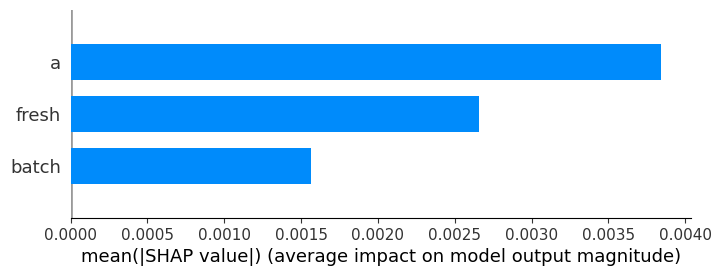 a
fresh
batch
0.0000 0.0005 0.0010 0.0015 0.0020 0.0025 0.0030 0.0035 0.0040
mean(|SHAP value|) (average impact on model output magnitude)